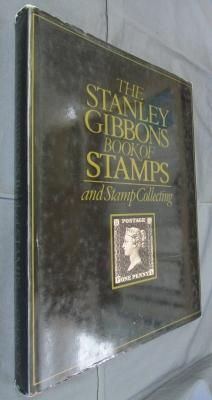 THE
STANLEY
GIBBONS
BOOK OF
STAMPS
and Stamp Collecting
POSTAGE
ONE PENNY